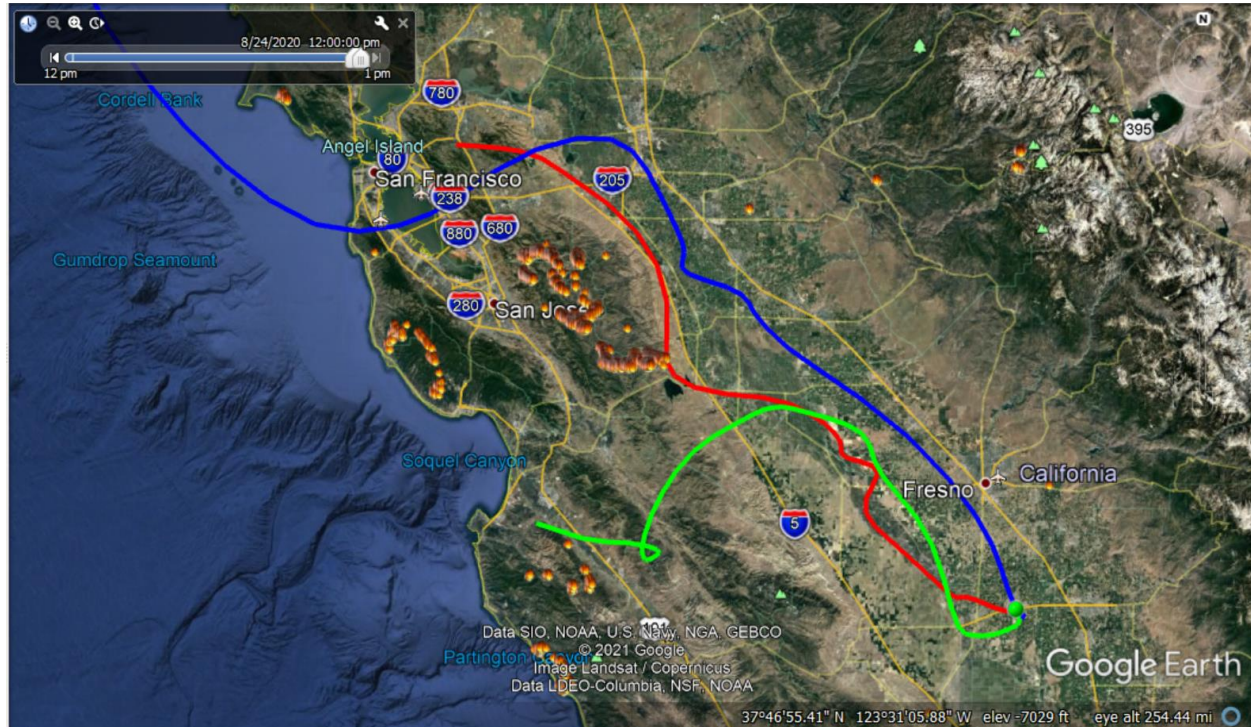 8/24/2020 12:00:00 pm
12 pm
1 pm
N
Cordell Bank
780
395
Angel Island
80
San Francisco
205
238
880
680
Gumdrop Seamount
280
San Jose
Soquel Canyon
California
Fresno
5
101
Data SIO, NOAA, U.S. Navy, NGA, GEBCO
Partington Canyon
© 2021 Google
Image Landsat / Copernicus
Data LDEO-Columbia, NSF, NOAA
Google Earth
37°46'55.41" N 123°31'05.88" W elev -7029 ft eye alt 254.44 mi